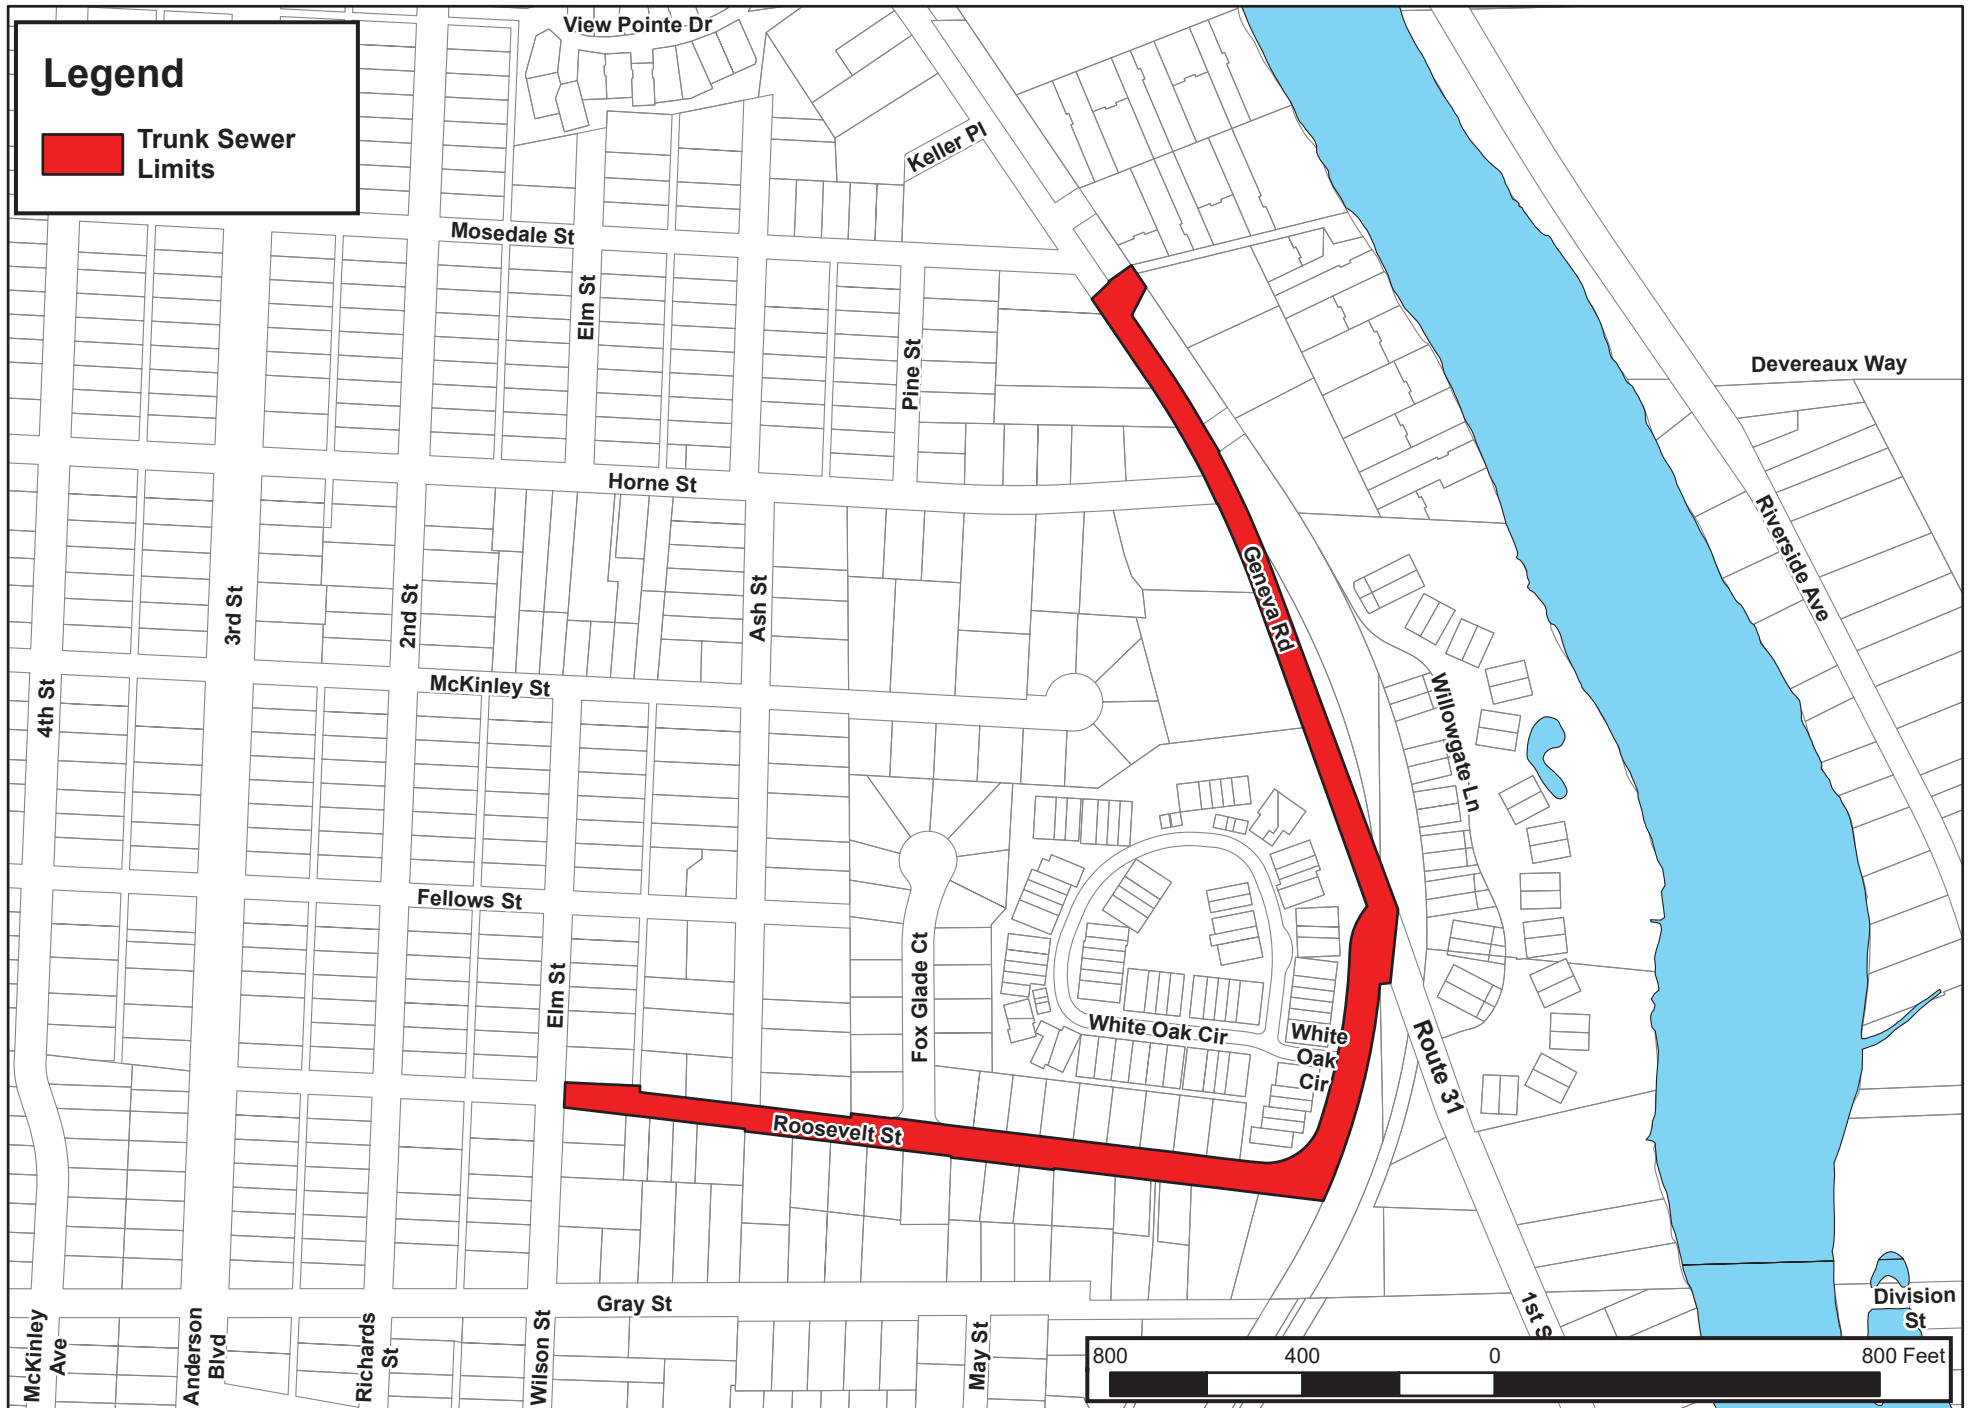 View Pointe Dr
Legend
Trunk Sewer
Limits
Keller Pl
Mosedale St
Elm St
Pine St
Devereaux Way
Horne St
Riverside Ave
Geneva Rd
3rd St
2nd St
Ash St
McKinley St
4th St
Willowgate Ln
Fellows St
Elm St
Fox Glade Ct
White Oak Cir
White
Oak
Cir
Route 31
Roosevelt St
Gray St
1st S
Division
St
McKinley
Ave
Anderson
Blvd
Richards
St
Wilson St
May St
800 400 0 800 Feet